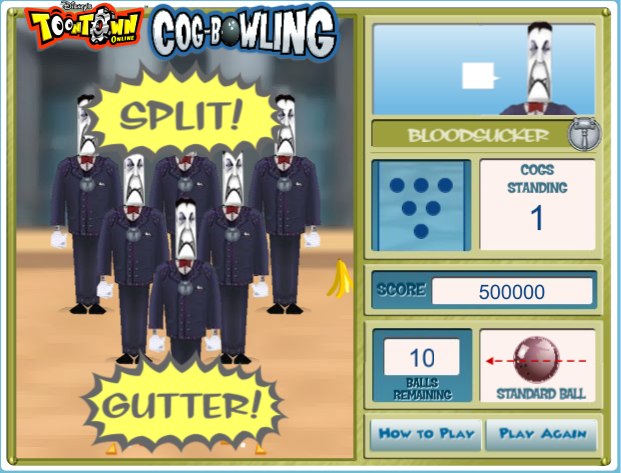 Disney's
TOONTOWN
ONLINE
COG-BOWLING
SPLIT!
BLOODSUCKER
COGS
STANDING
1
SCORE 500000
10
BALLS
REMAINING
STANDARD BALL
GUTTER!
HOW TO PLAY
PLAY AGAIN